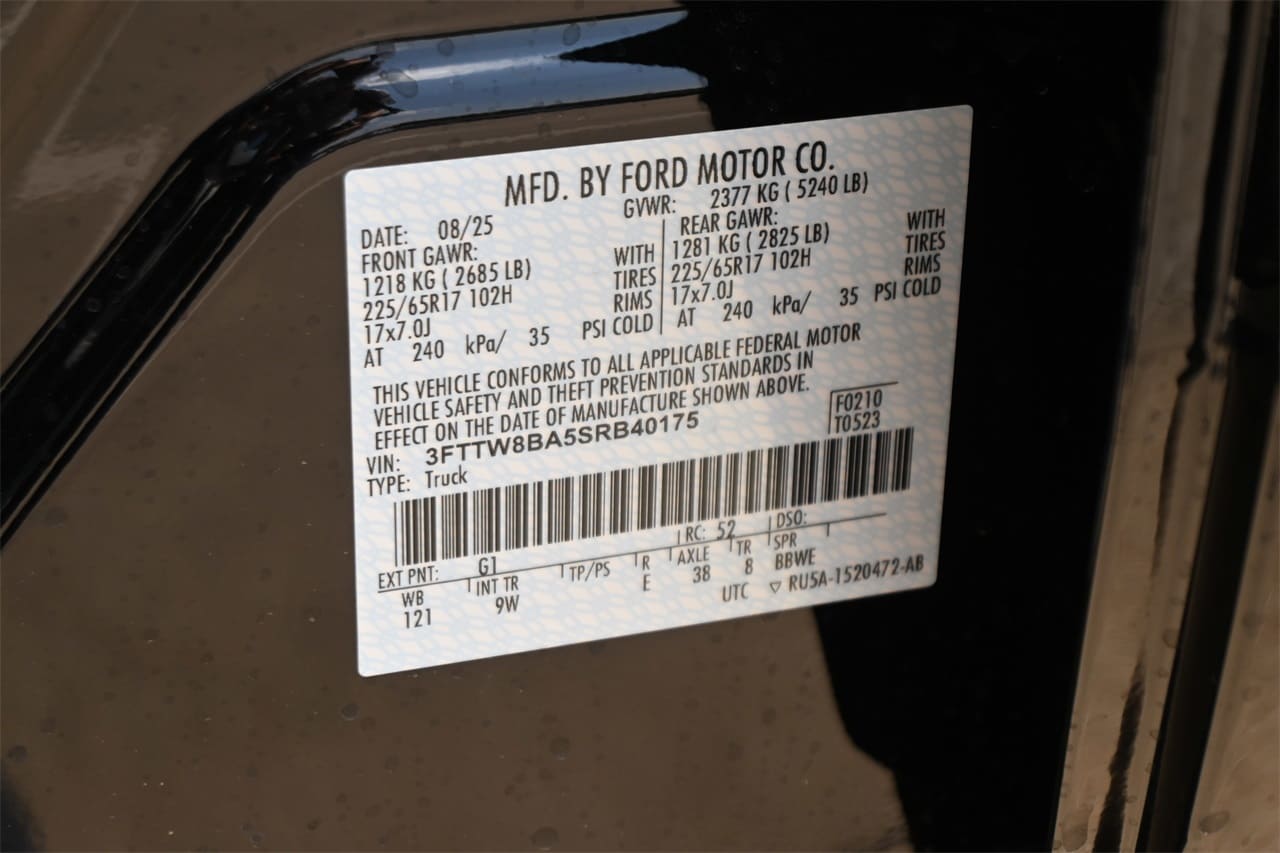 MFD. BY FORD MOTOR CO.
DATE: 08/25 GVWR: 2377 KG ( 5240 LB)
FRONT GAWR: REAR GAWR:
1218 KG ( 2685 LB) WITH 1281 KG ( 2825 LB) WITH
225/65R17 102H TIRES 225/65R17 102H TIRES
17x7.0J RIMS 17x7.0J RIMS
AT 240 kPa/ 35 PSI COLD AT 240 kPa/ 35 PSI COLD
THIS VEHICLE CONFORMS TO ALL APPLICABLE FEDERAL MOTOR
VEHICLE SAFETY AND THEFT PREVENTION STANDARDS IN
EFFECT ON THE DATE OF MANUFACTURE SHOWN ABOVE.
VIN: 3FTTW8BA5SRB40175 F0210
TYPE: Truck T0523
EXT PNT: G1 RC: 52 DSO:
WB INT TR TP/PS R AXLE TR SPR
121 9W E 38 8 BBWE
UTC ▽ RU5A-1520472-AB